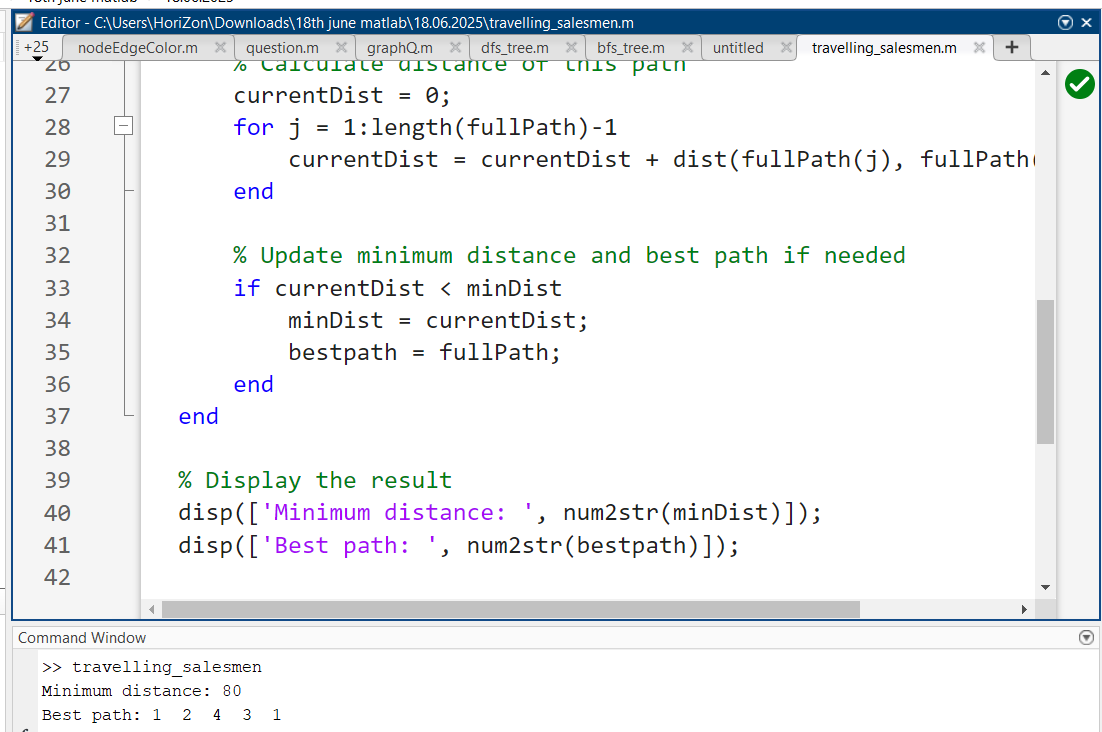 Editor - C:\Users\HoriZon\Downloads\18th june matlab\18.06.2025\travelling_salesmen.m
+25 nodeEdgeColor.m question.m graphQ.m dfs_tree.m bfs_tree.m untitled travelling_salesmen.m +
26 % Calculate distance of this path
27 currentDist = 0;
28 for j = 1:length(fullPath)-1
29 currentDist = currentDist + dist(fullPath(j), fullPath(
30 end
31
32 % Update minimum distance and best path if needed
33 if currentDist < minDist
34 minDist = currentDist;
35 bestpath = fullPath;
36 end
37 end
38
39 % Display the result
40 disp(['Minimum distance: ', num2str(minDist)]);
41 disp(['Best path: ', num2str(bestpath)]);
42
Command Window
>> travelling_salesmen
Minimum distance: 80
Best path: 1 2 4 3 1